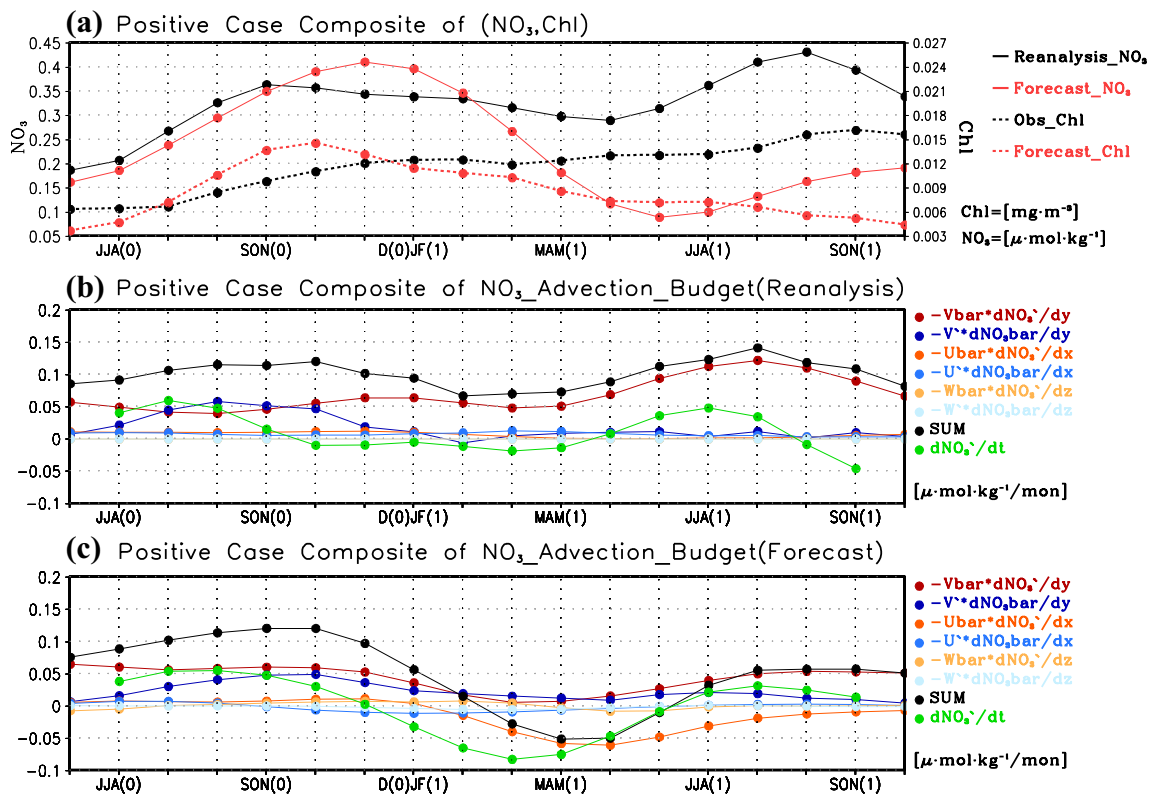 (a) Positive Case Composite of (NO₃,Chl)
0.45
0.4
0.35
0.3
0.25
0.2
0.15
0.1
0.05
NO₃
0.027
0.024
0.021
0.018
0.015
0.012
0.009
0.006
0.003
Chl
JJA(0) SON(0) D(0)JF(1) MAM(1) JJA(1) SON(1)
Reanalysis_NO₃
Forecast_NO₃
Obs_Chl
Forecast_Chl
Chl=[mg·m⁻³]
NO₃=[μ·mol·kg⁻¹]
(b) Positive Case Composite of NO₃_Advection_Budget(Reanalysis)
0.2
0.15
0.1
0.05
0
-0.05
-0.1
JJA(0) SON(0) D(0)JF(1) MAM(1) JJA(1) SON(1)
-Vbar*dNO₃`/dy
-V`*dNO₃bar/dy
-Ubar*dNO₃`/dx
-U`*dNO₃bar/dx
-Wbar*dNO₃`/dz
-W`*dNO₃bar/dz
SUM
dNO₃`/dt
[μ·mol·kg⁻¹/mon]
(c) Positive Case Composite of NO₃_Advection_Budget(Forecast)
0.2
0.15
0.1
0.05
0
-0.05
-0.1
JJA(0) SON(0) D(0)JF(1) MAM(1) JJA(1) SON(1)
-Vbar*dNO₃`/dy
-V`*dNO₃bar/dy
-Ubar*dNO₃`/dx
-U`*dNO₃bar/dx
-Wbar*dNO₃`/dz
-W`*dNO₃bar/dz
SUM
dNO₃`/dt
[μ·mol·kg⁻¹/mon]